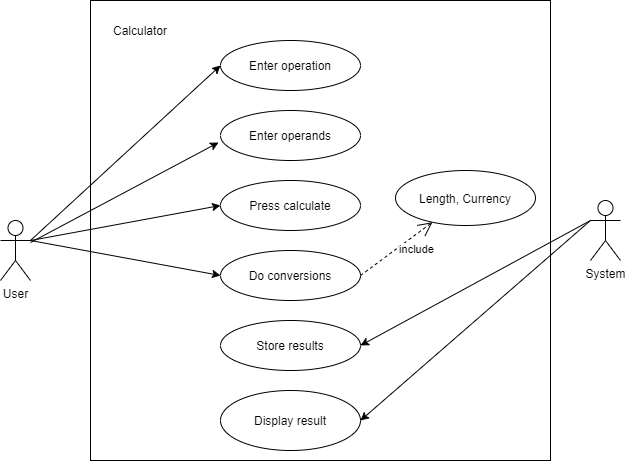 Calculator
Enter operation
Enter operands
Press calculate
Length, Currency
include
Do conversions
User
System
Store results
Display result